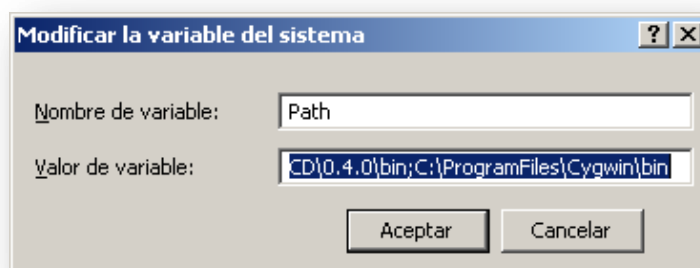 Modificar la variable del sistema
Nombre de variable: Path
Valor de variable: CD\0.4.0\bin;C:\ProgramFiles\Cygwin\bin
Aceptar Cancelar